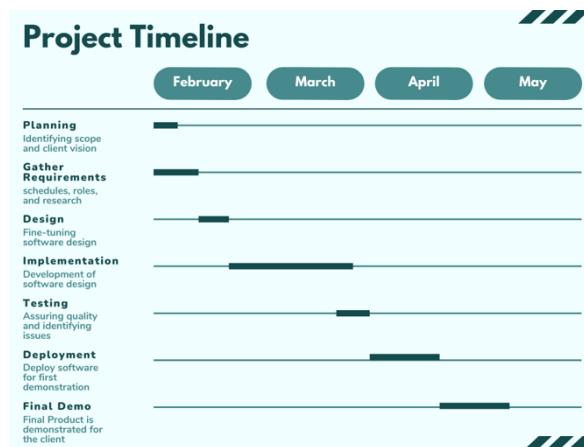 Project Timeline
February March April May
Planning
Identifying scope
and client vision
Gather
Requirements
schedules, roles,
and research
Design
Fine-tuning
software design
Implementation
Development of
software design
Testing
Assuring quality
and identifying
issues
Deployment
Deploy software
for first
demonstration
Final Demo
Final Product is
demonstrated for
the client